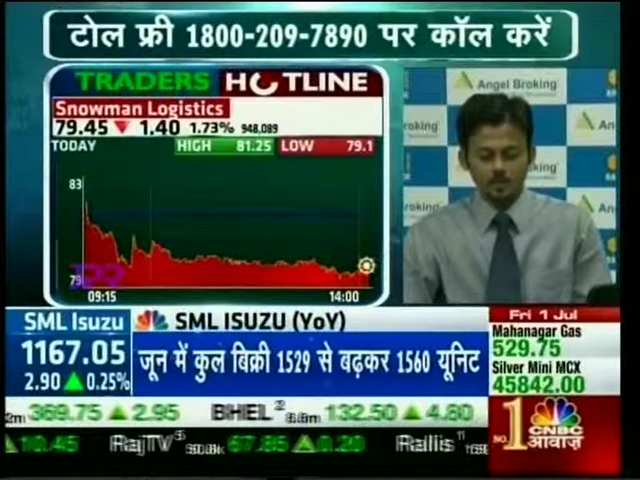 टोल फ्री 1800-209-7890 पर कॉल करें
TRADERS HOTLINE
Snowman Logistics
79.45 ▼ 1.40 1.73% 948,089
TODAY HIGH 81.25 LOW 79.1
83
79
09:15 14:00
Angel Broking
SML Isuzu
1167.05
2.90 ▲ 0.25%
SML ISUZU (YoY)
जून में कुल बिक्री 1529 से बढ़कर 1560 यूनिट
Fri 1 Jul
Mahanagar Gas
529.75
Silver Mini MCX
45842.00
369.75 ▲ 2.95 BHEL 132.50 ▲ 4.80
▲ 10.45 RajTV 67.85 ▲ 0.20 Rallis
NO. 1 CNBC
आवाज़